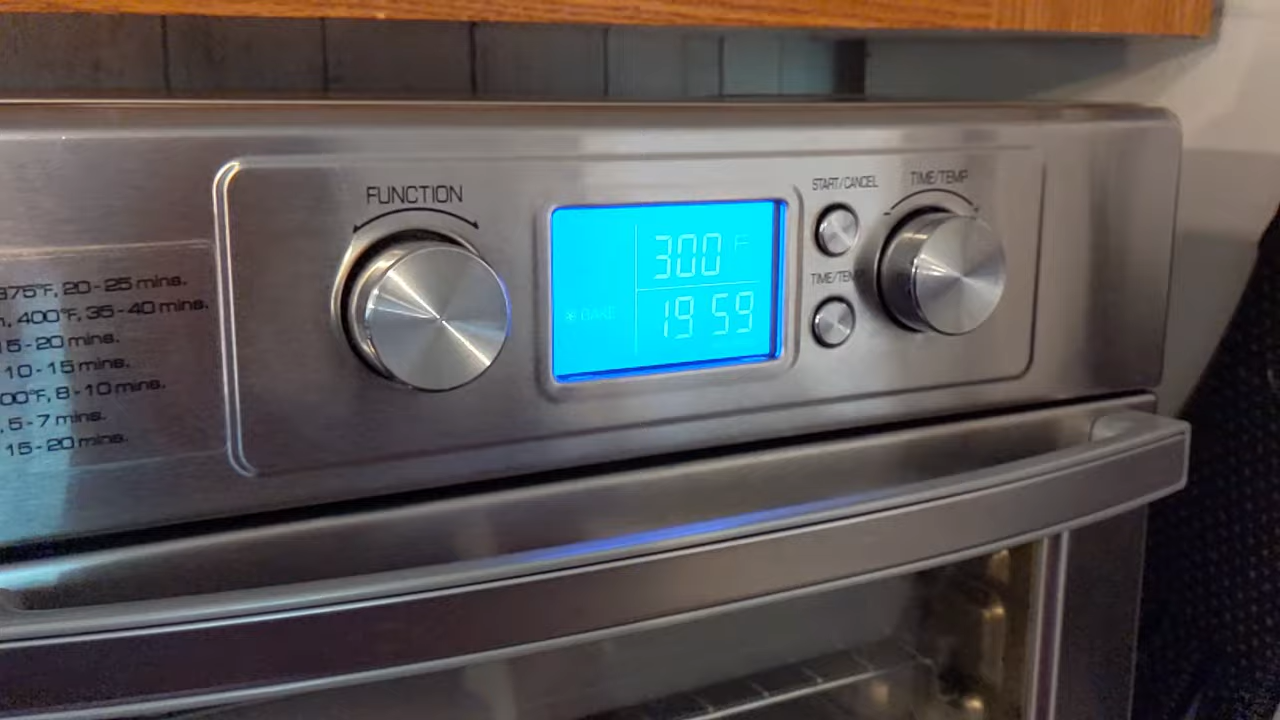 375°F, 20-25 mins.
400°F, 35-40 mins.
15-20 mins.
10-15 mins.
8-10 mins.
5-7 mins.
15-20 mins.
FUNCTION
300 F
BAKE
19 59
START/CANCEL
TIME/TEMP
TIME/TEMP